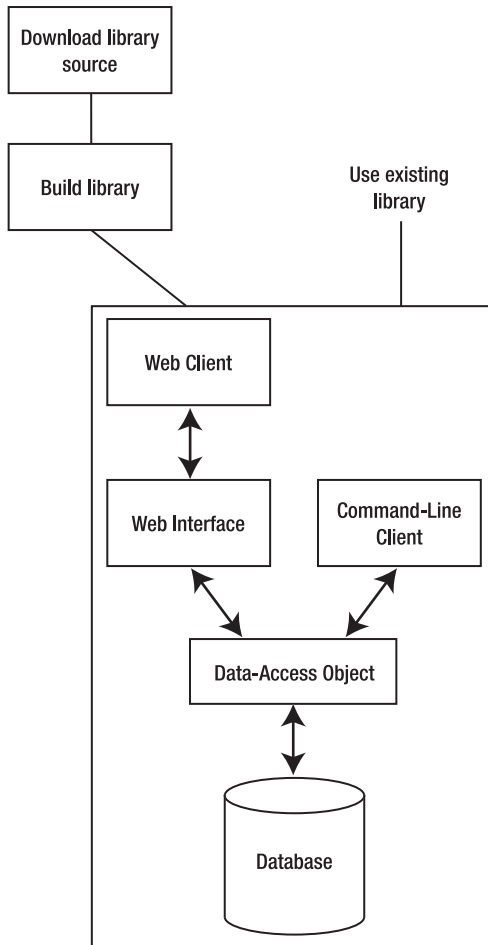 Download library
source
Build library
Use existing
library
Web Client
Web Interface
Command-Line
Client
Data-Access Object
Database